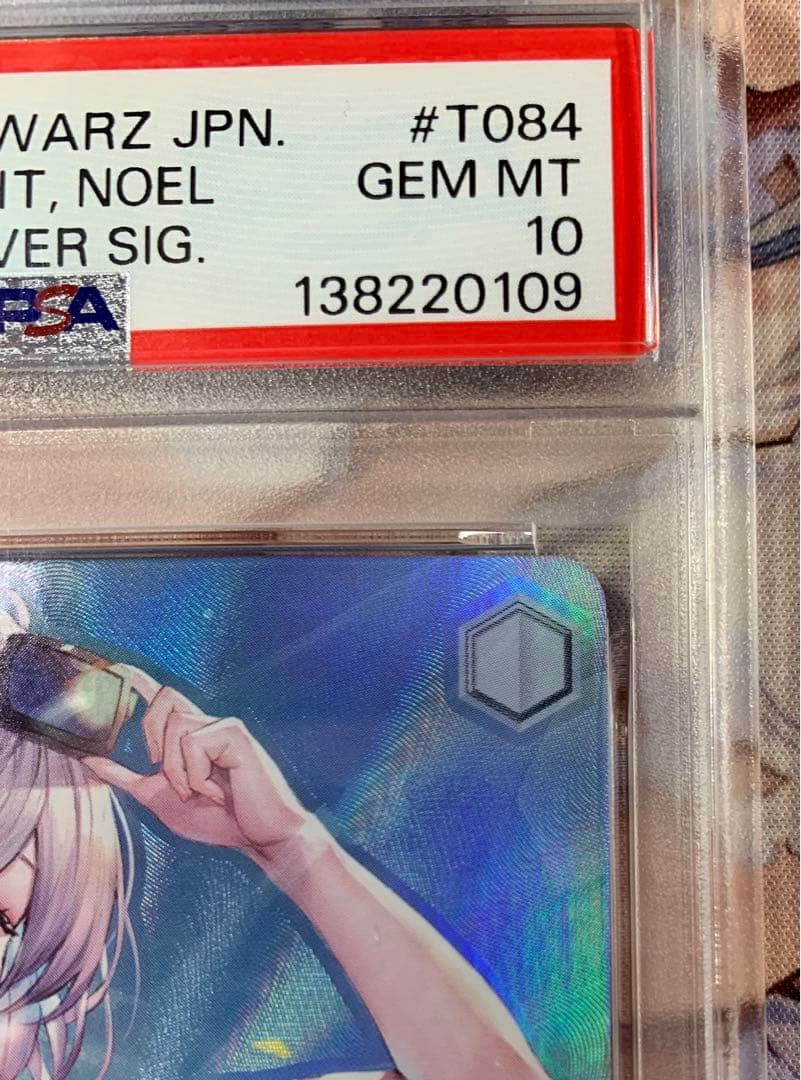 WARZ JPN. #T084
IT, NOEL GEM MT
VER SIG. 10
PSA 138220109